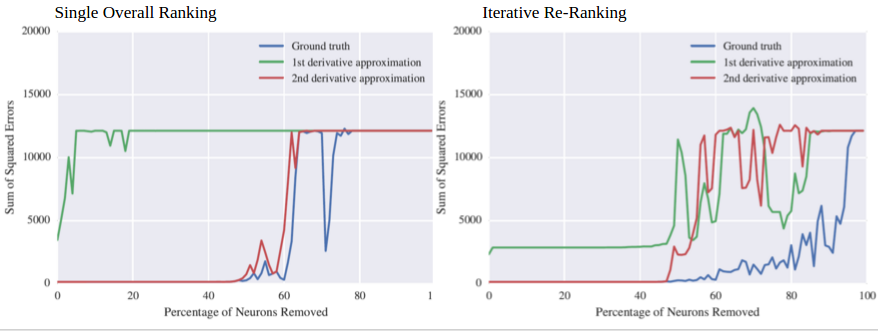 Single Overall Ranking
Iterative Re-Ranking
20000
15000
10000
5000
0
Sum of Squared Errors
Ground truth
1st derivative approximation
2nd derivative approximation
0 20 40 60 80 1
Percentage of Neurons Removed
20000
15000
10000
5000
0
Sum of Squared Errors
Ground truth
1st derivative approximation
2nd derivative approximation
0 20 40 60 80 100
Percentage of Neurons Removed